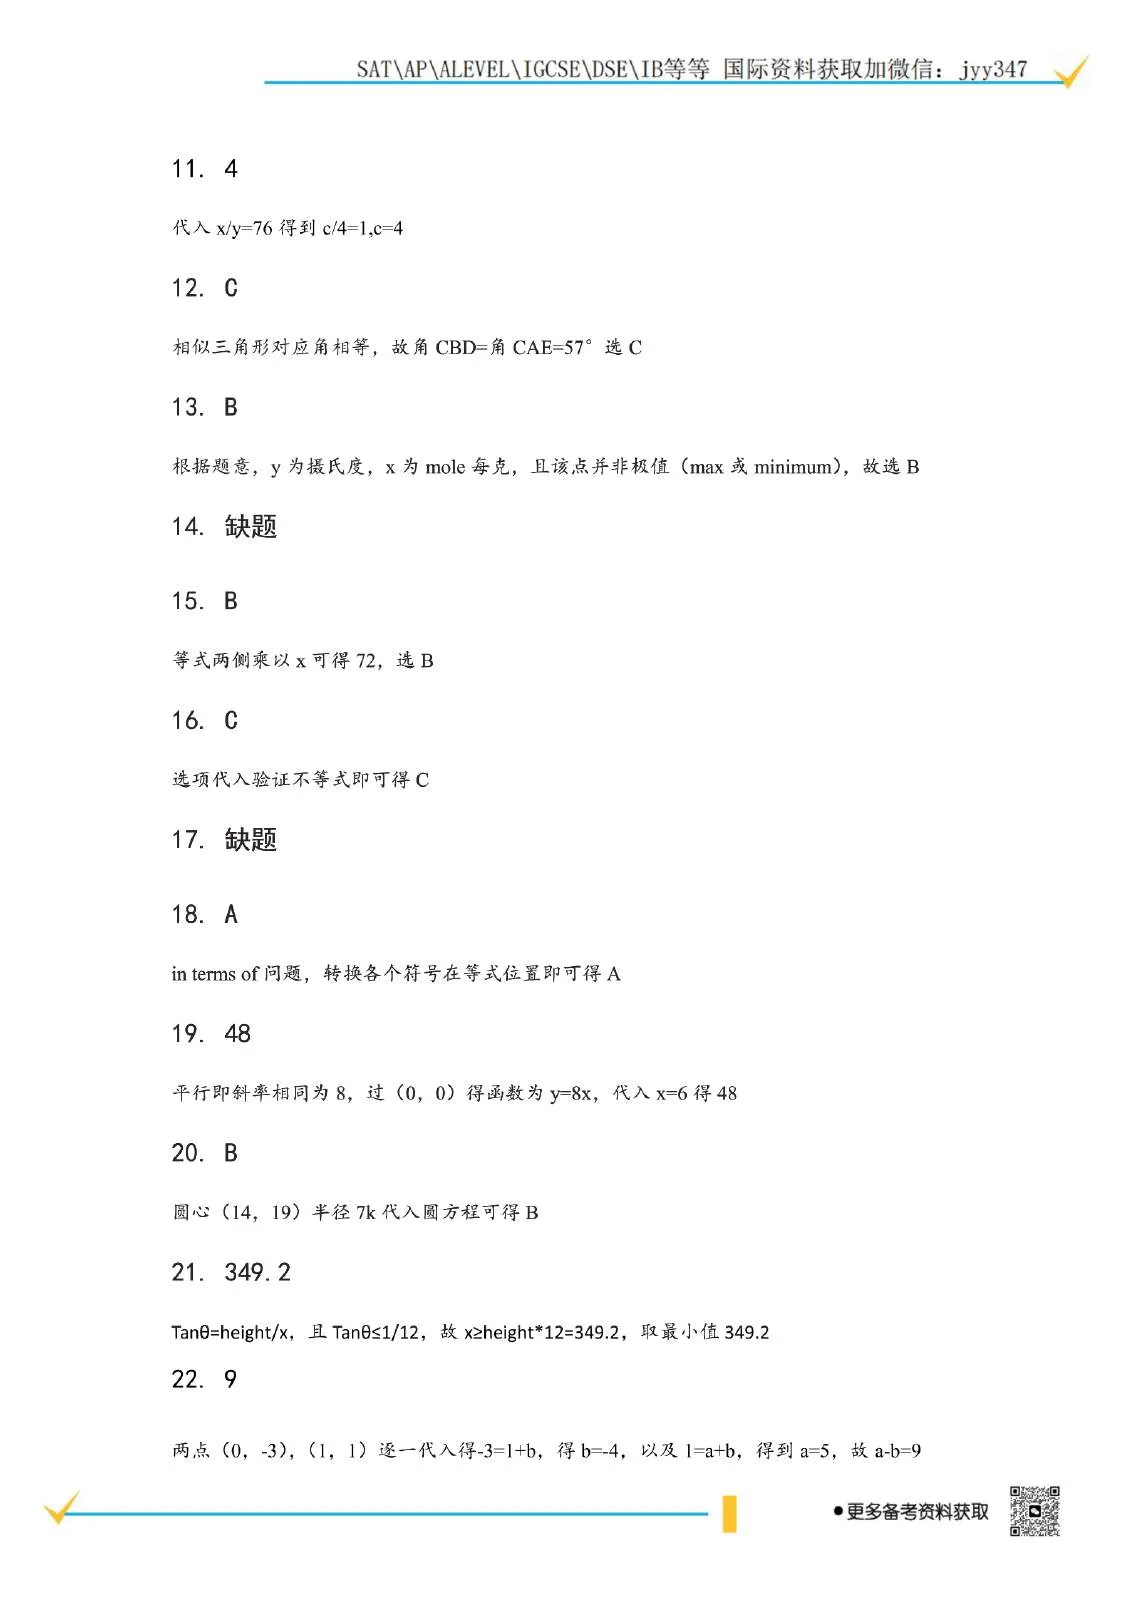 SAT\AP\ALEVEL\IGCSE\DSE\IB等等 国际资料获取加微信：jyy347
11. 4
代入 x/y=76 得到 c/4=1,c=4
12. C
相似三角形对应角相等，故角 CBD=角 CAE=57° 选 C
13. B
根据题意，y 为摄氏度，x 为 mole 每克，且该点并非极值（max 或 minimum），故选 B
14. 缺题
15. B
等式两侧乘以 x 可得 72，选 B
16. C
选项代入验证不等式即可得 C
17. 缺题
18. A
in terms of 问题，转换各个符号在等式位置即可得 A
19. 48
平行即斜率相同为 8，过（0，0）得函数为 y=8x，代入 x=6 得 48
20. B
圆心（14，19）半径 7k 代入圆方程可得 B
21. 349.2
Tanθ=height/x，且 Tanθ≤1/12，故 x≥height*12=349.2，取最小值 349.2
22. 9
两点（0，-3），（1，1）逐一代入得-3=1+b，得 b=-4，以及 1=a+b，得到 a=5，故 a-b=9
●更多备考资料获取